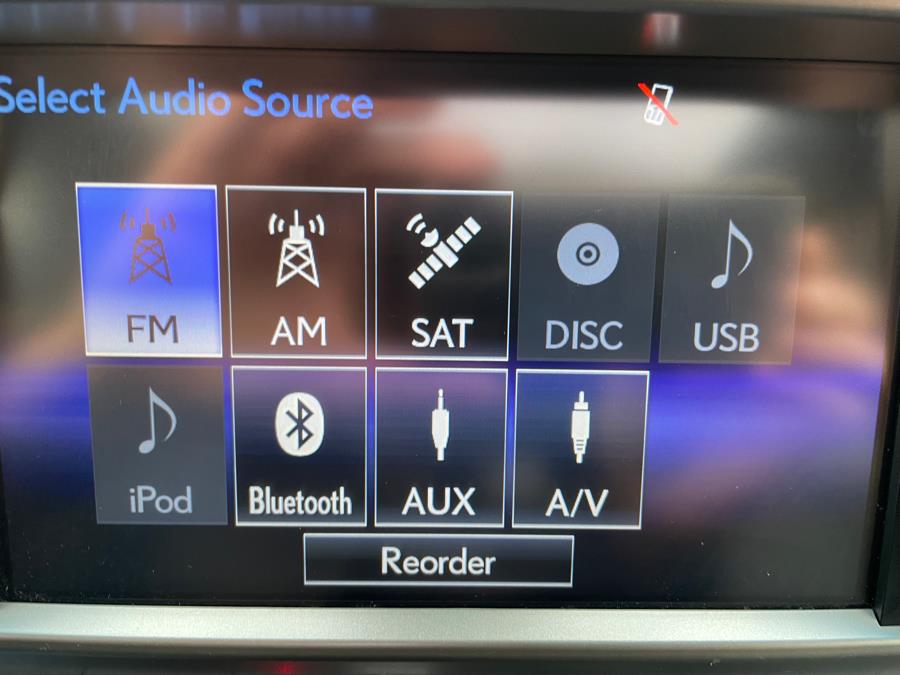 Select Audio Source
FM
AM
SAT
DISC
USB
iPod
Bluetooth
AUX
A/V
Reorder